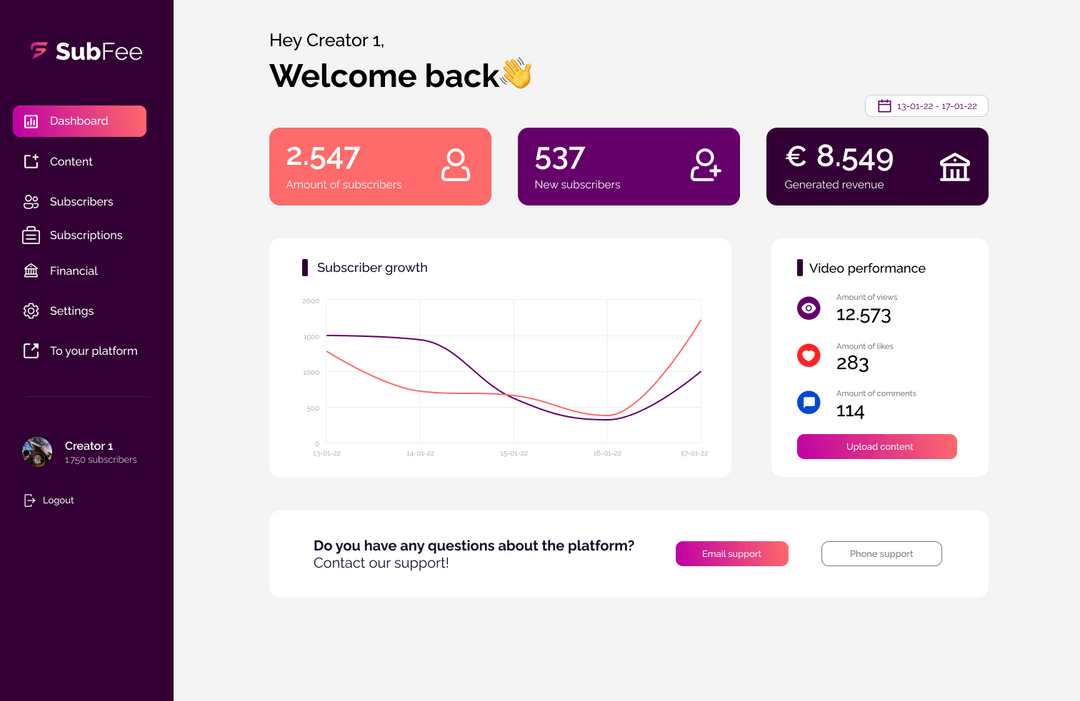 SubFee
Dashboard
Content
Subscribers
Subscriptions
Financial
Settings
To your platform
Creator 1
1.750 subscribers
Logout
Hey Creator 1,
Welcome back👋
13-01-22 - 17-01-22
2.547
Amount of subscribers
537
New subscribers
€ 8.549
Generated revenue
Subscriber growth
2000
1500
1000
500
0
13-01-22
14-01-22
15-01-22
16-01-22
17-01-22
Video performance
Amount of views
12.573
Amount of likes
283
Amount of comments
114
Upload content
Do you have any questions about the platform?
Contact our support!
Email support
Phone support